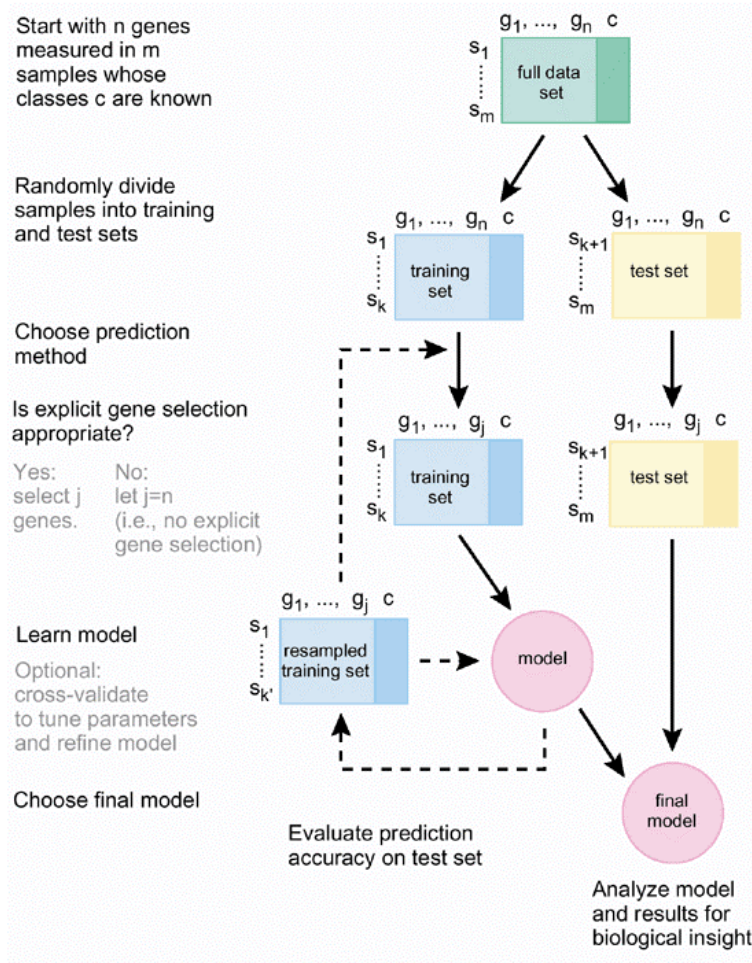 Start with n genes
measured in m
samples whose
classes c are known
g1, ..., gn c
s1
sm
full data
set
Randomly divide
samples into training
and test sets
g1, ..., gn c
s1
sk
training
set
g1, ..., gn c
sk+1
sm
test set
Choose prediction
method
Is explicit gene selection
appropriate?
Yes:
select j
genes.
No:
let j=n
(i.e., no explicit
gene selection)
g1, ..., gj c
s1
sk
training
set
g1, ..., gj c
sk+1
sm
test set
Learn model
Optional:
cross-validate
to tune parameters
and refine model
g1, ..., gj c
s1
sk'
resampled
training set
model
Choose final model
final
model
Evaluate prediction
accuracy on test set
Analyze model
and results for
biological insight